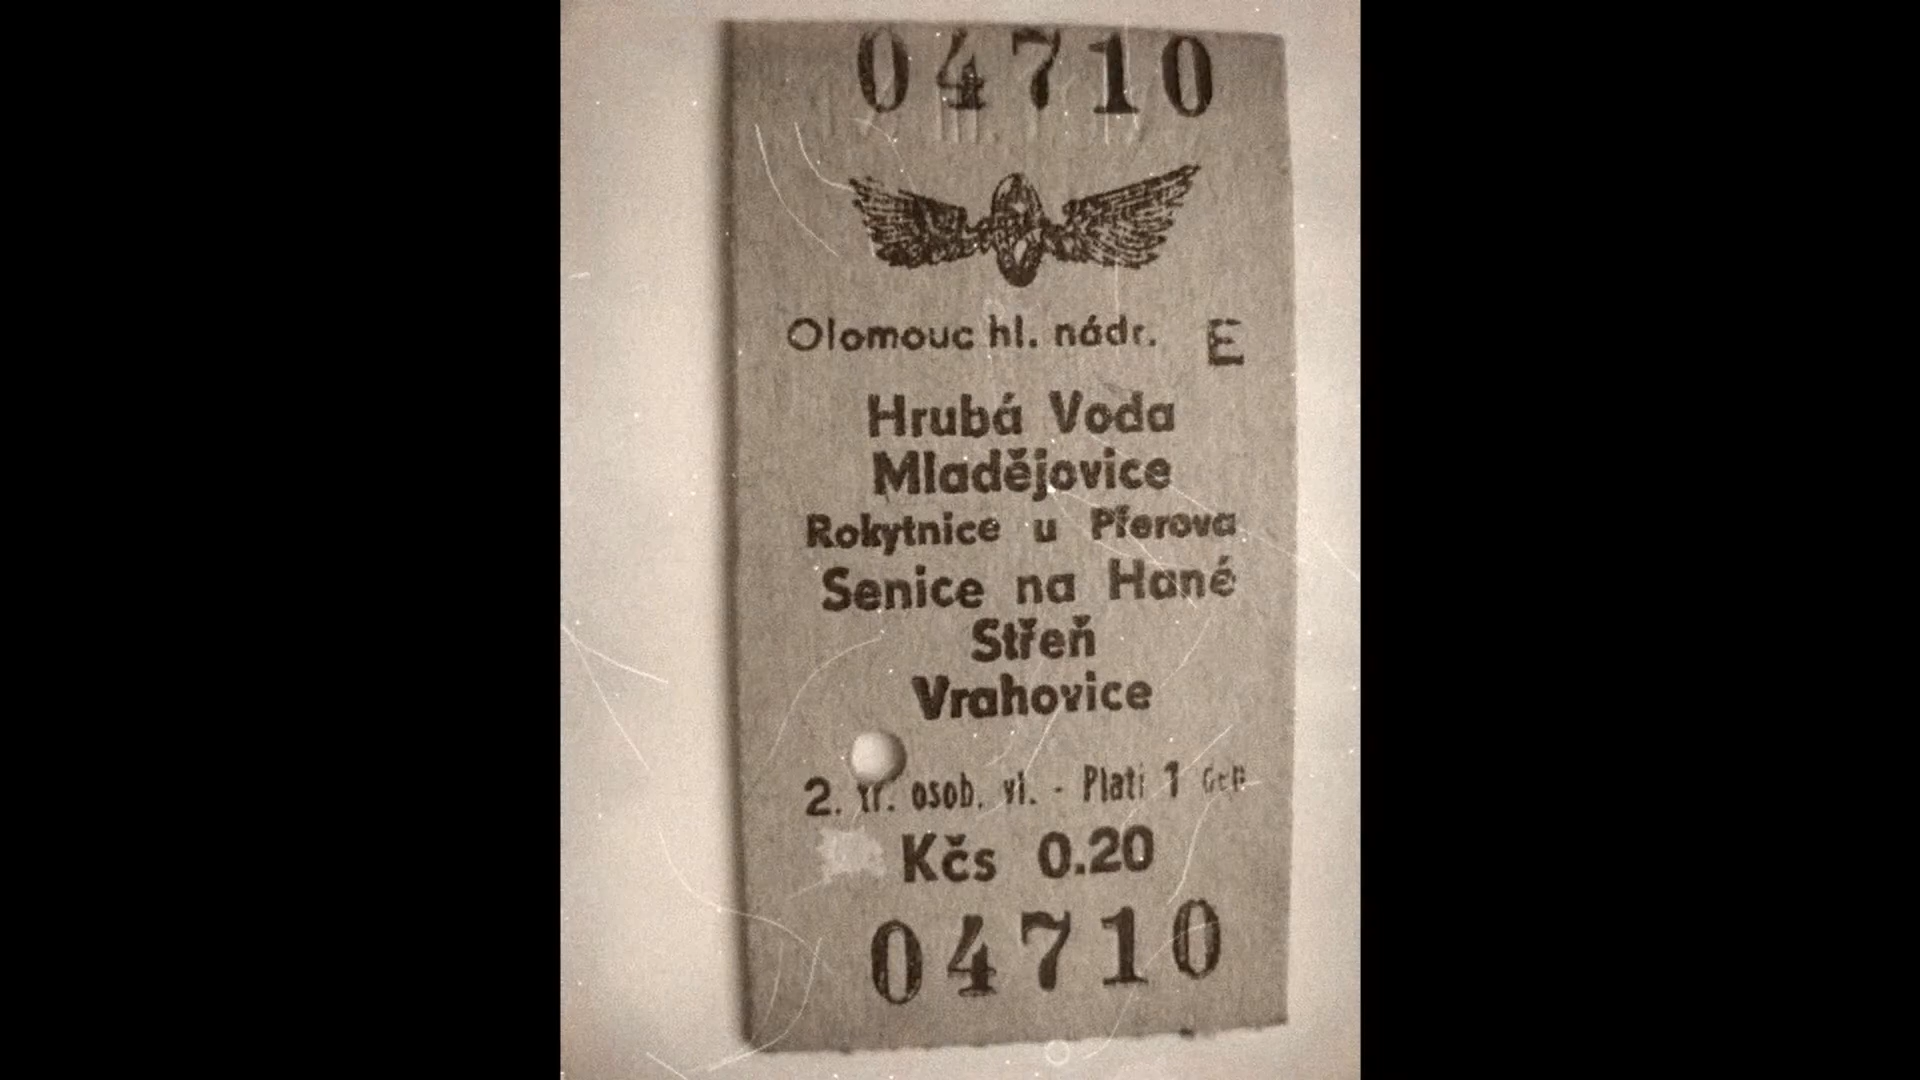 04710
Olomouc hl. nádr. E
Hrubá Voda
Mladějovice
Rokytnice u Přerova
Senice na Hané
Střeň
Vrahovice
2. tř. osob. vl. - Platí 1
Kčs 0.20
04710